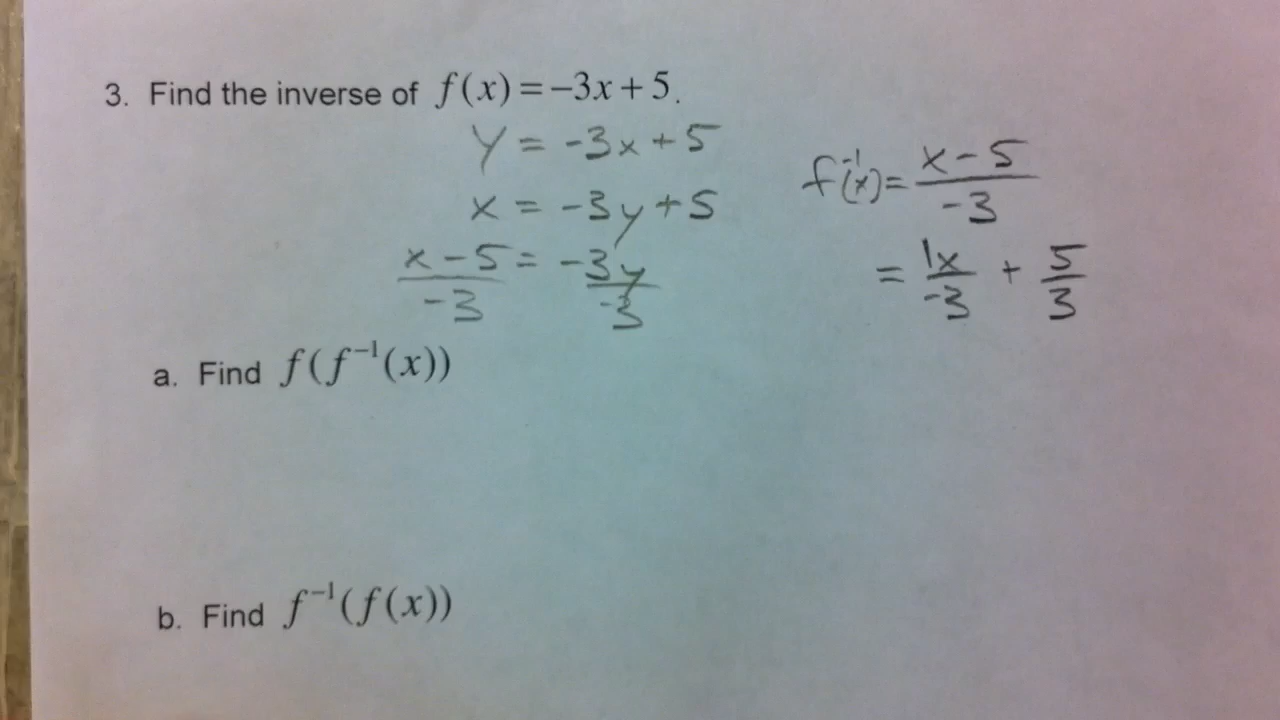 3. Find the inverse of f(x)=−3x+5.
y = -3x+5
x = -3y+5
x-5 = -3y
-3 -3
f⁻¹(x)= x-5
-3
= 1x + 5
-3 3
a. Find f(f⁻¹(x))
b. Find f⁻¹(f(x))